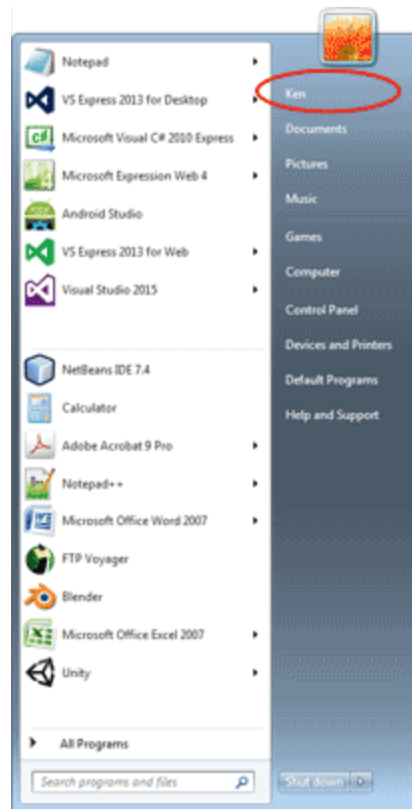 Notepad
VS Express 2013 for Desktop
Microsoft Visual C# 2010 Express
Microsoft Expression Web 4
Android Studio
VS Express 2013 for Web
Visual Studio 2015
NetBeans IDE 7.4
Calculator
Adobe Acrobat 9 Pro
Notepad++
Microsoft Office Word 2007
FTP Voyager
Blender
Microsoft Office Excel 2007
Unity
All Programs
Search programs and files
Ken
Documents
Pictures
Music
Games
Computer
Control Panel
Devices and Printers
Default Programs
Help and Support
Shut down